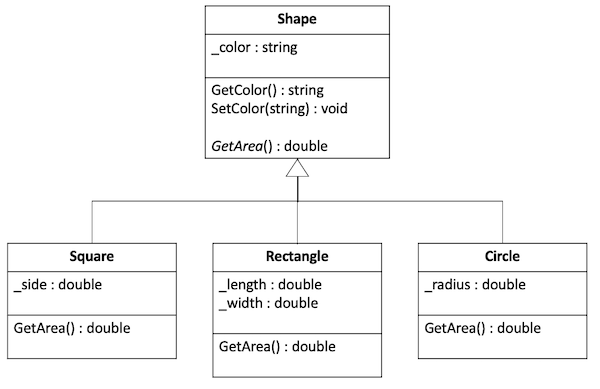 Shape
_color : string
GetColor() : string
SetColor(string) : void
GetArea() : double
Square
_side : double
GetArea() : double
Rectangle
_length : double
_width : double
GetArea() : double
Circle
_radius : double
GetArea() : double